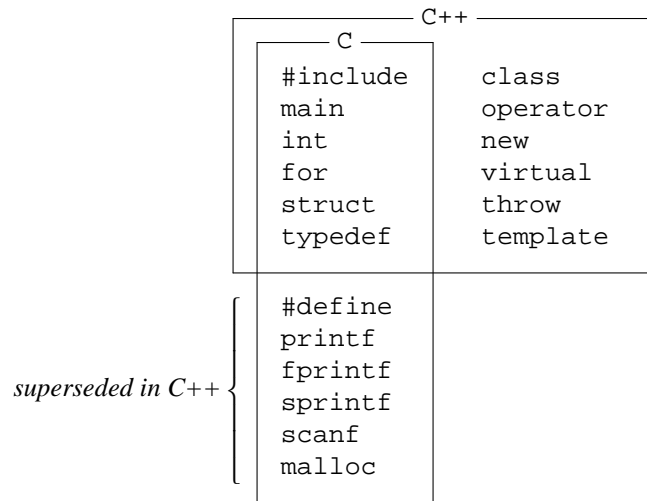 C++
C
#include class
main operator
int new
for virtual
struct throw
typedef template
#define
printf
fprintf
superseded in C++
sprintf
scanf
malloc